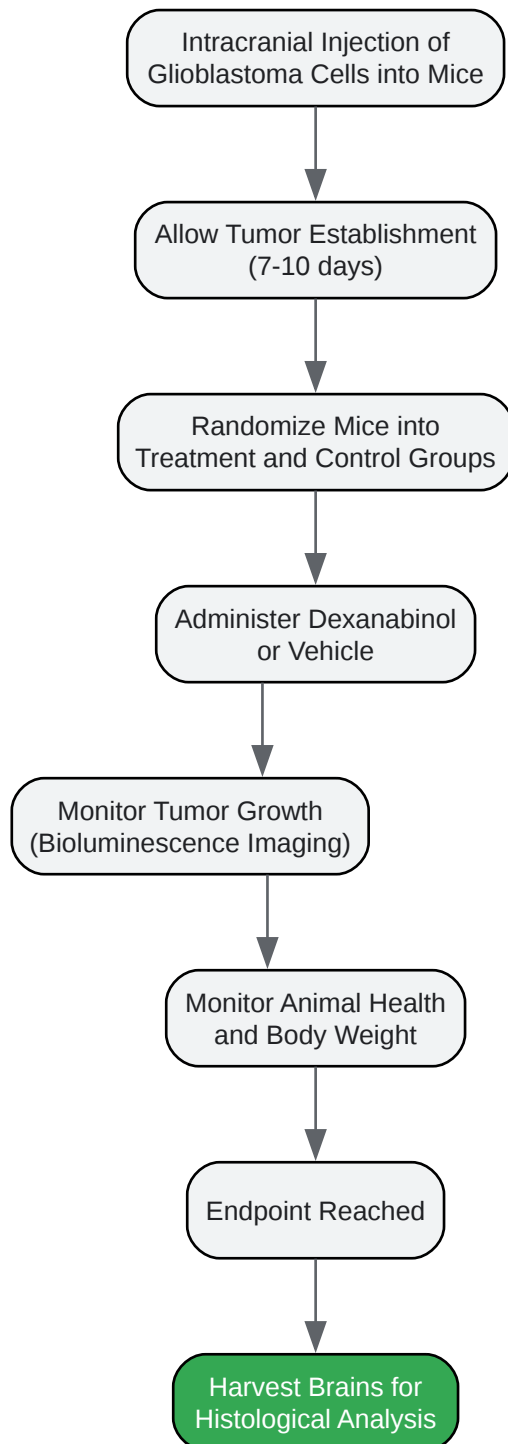 Intracranial Injection of
Glioblastoma Cells into Mice
Allow Tumor Establishment
(7-10 days)
Randomize Mice into
Treatment and Control Groups
Administer Dexanabinol
or Vehicle
Monitor Tumor Growth
(Bioluminescence Imaging)
Monitor Animal Health
and Body Weight
Endpoint Reached
Harvest Brains for
Histological Analysis